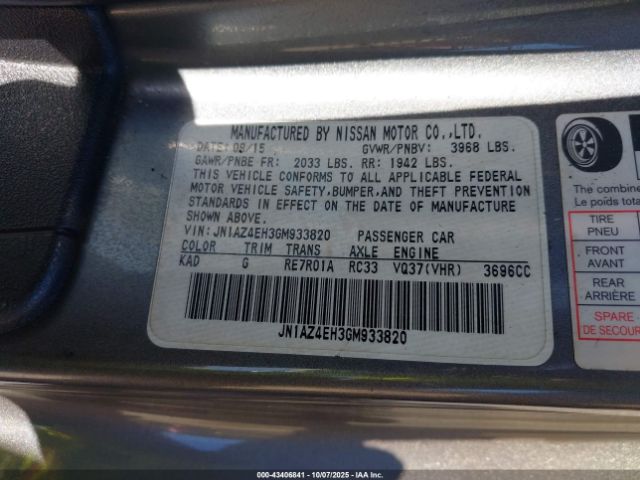 MANUFACTURED BY NISSAN MOTOR CO.,LTD.
DATE: 09/15 GVWR/PNBV: 3968 LBS.
GAWR/PNBE FR: 2033 LBS. RR: 1942 LBS.
THIS VEHICLE CONFORMS TO ALL APPLICABLE FEDERAL
MOTOR VEHICLE SAFETY,BUMPER,AND THEFT PREVENTION
STANDARDS IN EFFECT ON THE DATE OF MANUFACTURE
SHOWN ABOVE.
VIN: JN1AZ4EH3GM933820 PASSENGER CAR
COLOR TRIM TRANS AXLE ENGINE
KAD G RE7R01A RC33 VQ37(VHR) 3696CC
JN1AZ4EH3GM933820
The combine
Le poids tota
TIRE
PNEU
FRONT
AVANT
REAR
ARRIÈRE
SPARE
DE SECOUR
000-43406841 - 10/07/2025 - IAA Inc.